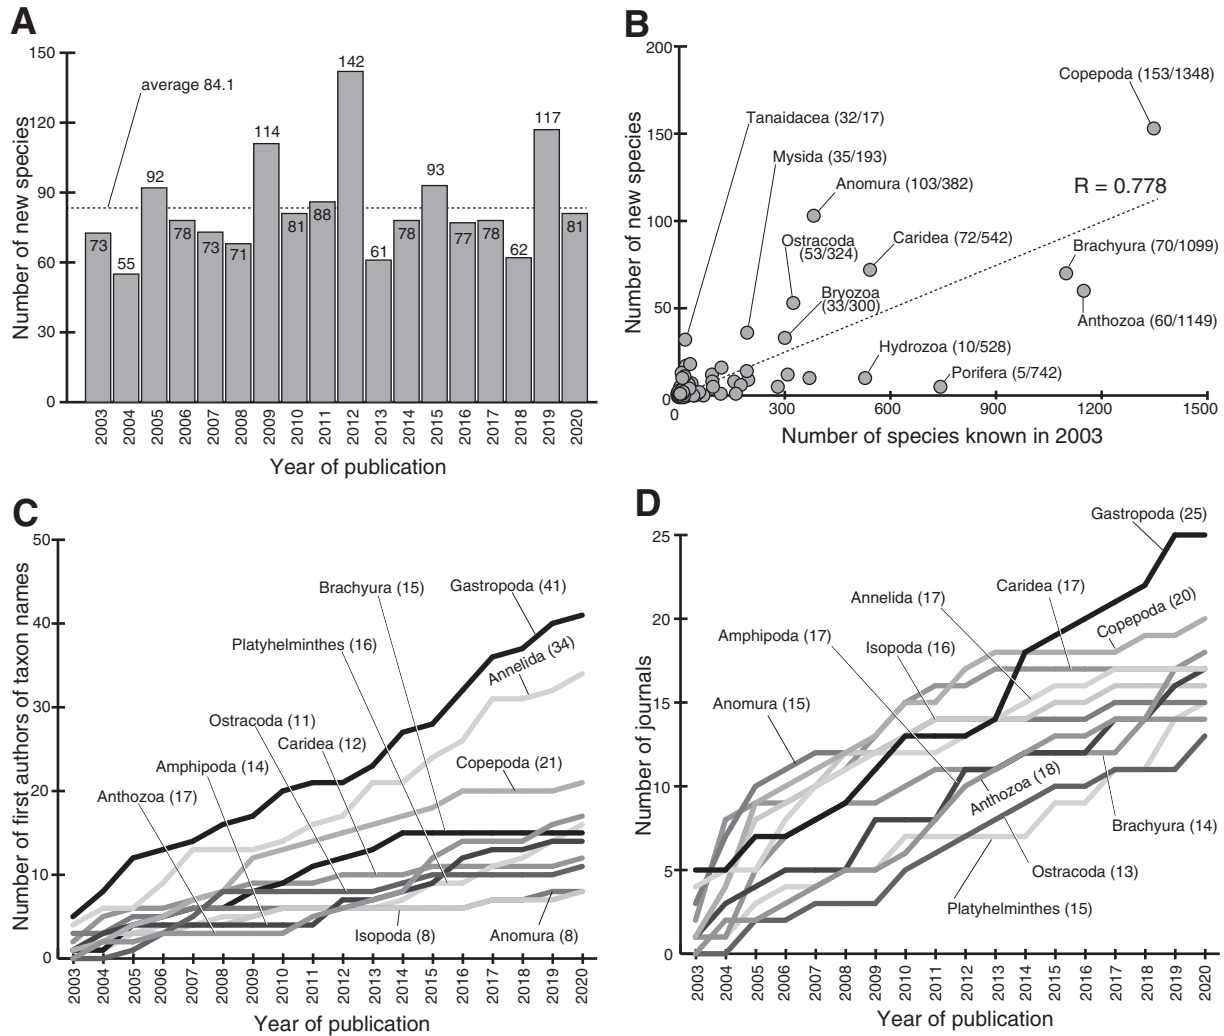 A
150
120
90
60
30
0
Number of new species
average 84.1
73
55
92
78
73
71
114
81
88
142
61
78
93
77
78
62
117
81
2003
2004
2005
2006
2007
2008
2009
2010
2011
2012
2013
2014
2015
2016
2017
2018
2019
2020
Year of publication
B
200
150
100
50
0
Number of new species
Copepoda (153/1348)
Tanaidacea (32/17)
Mysida (35/193)
Anomura (103/382)
R = 0.778
Ostracoda
(53/324)
Caridea (72/542)
Brachyura (70/1099)
Bryozoa
(33/300)
Anthozoa (60/1149)
Hydrozoa (10/528)
Porifera (5/742)
0
300
600
900
1200
1500
Number of species known in 2003
C
50
40
30
20
10
0
Number of first authors of taxon names
Brachyura (15)
Gastropoda (41)
Platyhelminthes (16)
Annelida (34)
Ostracoda (11)
Caridea (12)
Amphipoda (14)
Copepoda (21)
Anthozoa (17)
Isopoda (8)
Anomura (8)
2003
2004
2005
2006
2007
2008
2009
2010
2011
2012
2013
2014
2015
2016
2017
2018
2019
2020
Year of publication
D
25
20
15
10
5
0
Number of journals
Gastropoda (25)
Annelida (17)
Caridea (17)
Copepoda (20)
Amphipoda (17)
Isopoda (16)
Anomura (15)
Anthozoa (18)
Brachyura (14)
Ostracoda (13)
Platyhelminthes (15)
2003
2004
2005
2006
2007
2008
2009
2010
2011
2012
2013
2014
2015
2016
2017
2018
2019
2020
Year of publication